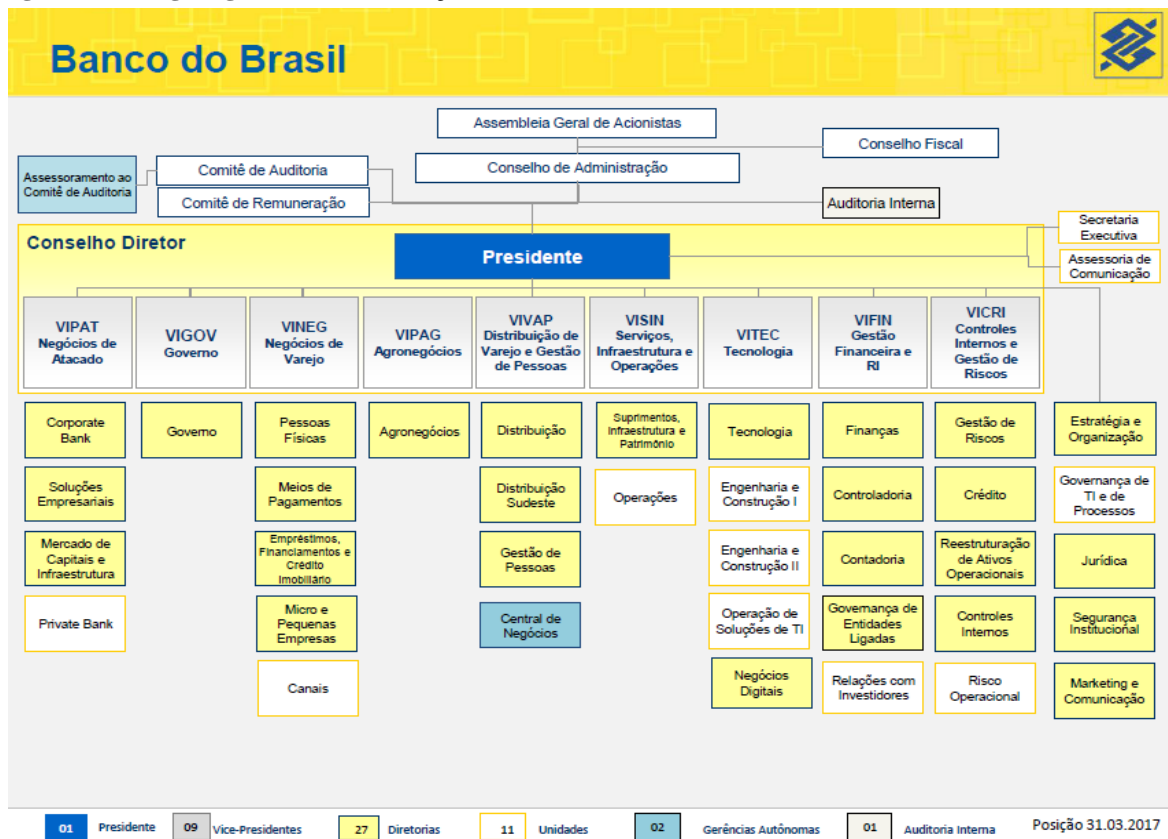 Banco do Brasil
Assembleia Geral de Acionistas
Conselho Fiscal
Conselho de Administração
Assessoramento ao
Comitê de Auditoria
Comitê de Auditoria
Comitê de Remuneração
Auditoria Interna
Secretaria
Executiva
Assessoria de
Comunicação
Conselho Diretor
Presidente
VIPAT
Negócios de
Atacado
VIGOV
Governo
VINEG
Negócios de
Varejo
VIPAG
Agronegócios
VIVAP
Distribuição de
Varejo e Gestão
de Pessoas
VISIN
Serviços,
Infraestrutura e
Operações
VITEC
Tecnologia
VIFIN
Gestão
Financeira e
RI
VICRI
Controles
Internos e
Gestão de
Riscos
Corporate
Bank
Governo
Pessoas
Físicas
Agronegócios
Distribuição
Suprimentos,
Infraestrutura e
Patrimônio
Tecnologia
Finanças
Gestão de
Riscos
Estratégia e
Organização
Soluções
Empresariais
Meios de
Pagamentos
Distribuição
Sudeste
Operações
Engenharia e
Construção I
Controladoria
Crédito
Governança de
TI e de
Processos
Mercado de
Capitais e
Infraestrutura
Empréstimos,
Financiamentos e
Crédito
Imobiliário
Gestão de
Pessoas
Engenharia e
Construção II
Contadoria
Reestruturação
de Ativos
Operacionais
Jurídica
Private Bank
Micro e
Pequenas
Empresas
Central de
Negócios
Operação de
Soluções de TI
Governança de
Entidades
Ligadas
Controles
Internos
Segurança
Institucional
Canais
Negócios
Digitais
Relações com
Investidores
Risco
Operacional
Marketing e
Comunicação
01 Presidente 09 Vice-Presidentes 27 Diretorias 11 Unidades 02 Gerências Autônomas 01 Auditoria Interna Posição 31.03.2017